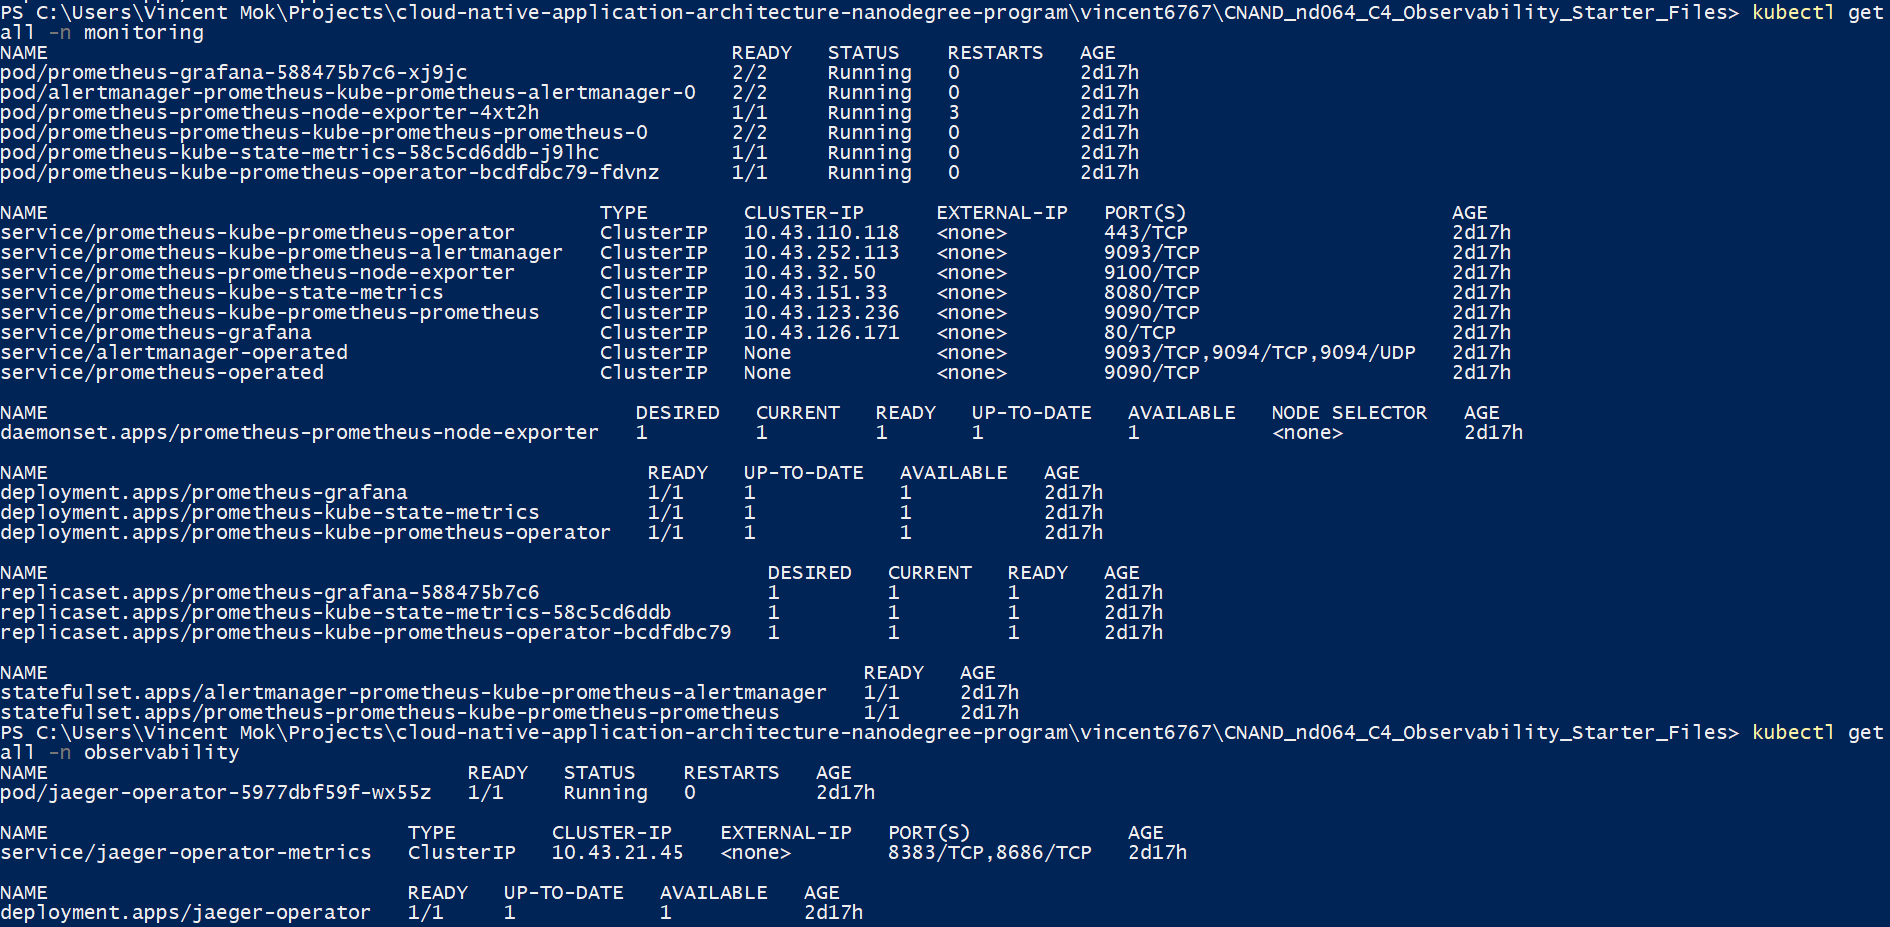 PS C:\Users\Vincent Mok\Projects\cloud-native-application-architecture-nanodegree-program\vincent6767\CNAND_nd064_C4_Observability_Starter_Files> kubectl get
all -n monitoring
NAME READY STATUS RESTARTS AGE
pod/prometheus-grafana-588475b7c6-xj9jc 2/2 Running 0 2d17h
pod/alertmanager-prometheus-kube-prometheus-alertmanager-0 2/2 Running 0 2d17h
pod/prometheus-prometheus-node-exporter-4xt2h 1/1 Running 3 2d17h
pod/prometheus-prometheus-kube-prometheus-prometheus-0 2/2 Running 0 2d17h
pod/prometheus-kube-state-metrics-58c5cd6ddb-j9lhc 1/1 Running 0 2d17h
pod/prometheus-kube-prometheus-operator-bcdfdbc79-fdvnz 1/1 Running 0 2d17h
NAME TYPE CLUSTER-IP EXTERNAL-IP PORT(S) AGE
service/prometheus-kube-prometheus-operator ClusterIP 10.43.110.118 <none> 443/TCP 2d17h
service/prometheus-kube-prometheus-alertmanager ClusterIP 10.43.252.113 <none> 9093/TCP 2d17h
service/prometheus-prometheus-node-exporter ClusterIP 10.43.32.50 <none> 9100/TCP 2d17h
service/prometheus-kube-state-metrics ClusterIP 10.43.151.33 <none> 8080/TCP 2d17h
service/prometheus-kube-prometheus-prometheus ClusterIP 10.43.123.236 <none> 9090/TCP 2d17h
service/prometheus-grafana ClusterIP 10.43.126.171 <none> 80/TCP 2d17h
service/alertmanager-operated ClusterIP None <none> 9093/TCP,9094/TCP,9094/UDP 2d17h
service/prometheus-operated ClusterIP None <none> 9090/TCP 2d17h
NAME DESIRED CURRENT READY UP-TO-DATE AVAILABLE NODE SELECTOR AGE
daemonset.apps/prometheus-prometheus-node-exporter 1 1 1 1 1 <none> 2d17h
NAME READY UP-TO-DATE AVAILABLE AGE
deployment.apps/prometheus-grafana 1/1 1 1 2d17h
deployment.apps/prometheus-kube-state-metrics 1/1 1 1 2d17h
deployment.apps/prometheus-kube-prometheus-operator 1/1 1 1 2d17h
NAME DESIRED CURRENT READY AGE
replicaset.apps/prometheus-grafana-588475b7c6 1 1 1 2d17h
replicaset.apps/prometheus-kube-state-metrics-58c5cd6ddb 1 1 1 2d17h
replicaset.apps/prometheus-kube-prometheus-operator-bcdfdbc79 1 1 1 2d17h
NAME READY AGE
statefulset.apps/alertmanager-prometheus-kube-prometheus-alertmanager 1/1 2d17h
statefulset.apps/prometheus-prometheus-kube-prometheus-prometheus 1/1 2d17h
PS C:\Users\Vincent Mok\Projects\cloud-native-application-architecture-nanodegree-program\vincent6767\CNAND_nd064_C4_Observability_Starter_Files> kubectl get
all -n observability
NAME READY STATUS RESTARTS AGE
pod/jaeger-operator-5977dbf59f-wx55z 1/1 Running 0 2d17h
NAME TYPE CLUSTER-IP EXTERNAL-IP PORT(S) AGE
service/jaeger-operator-metrics ClusterIP 10.43.21.45 <none> 8383/TCP,8686/TCP 2d17h
NAME READY UP-TO-DATE AVAILABLE AGE
deployment.apps/jaeger-operator 1/1 1 1 2d17h